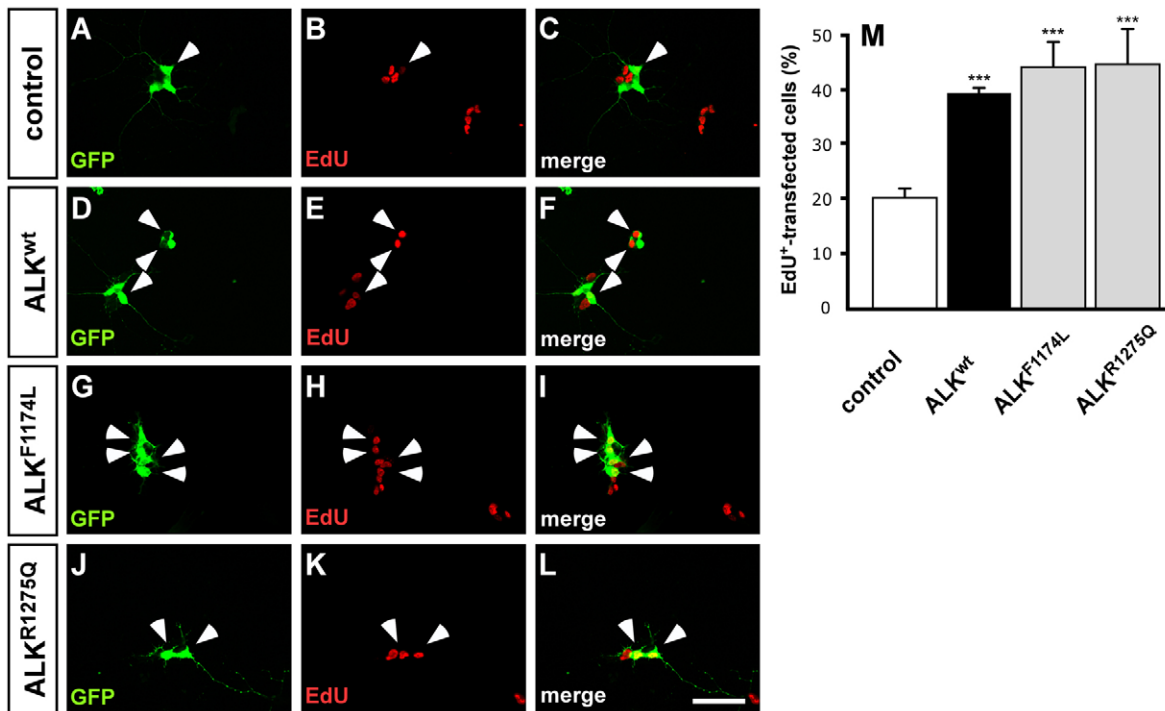 control
A
GFP
B
EdU
C
merge
ALKwt
D
GFP
E
EdU
F
merge
ALKF1174L
G
GFP
H
EdU
I
merge
ALKR1275Q
J
GFP
K
EdU
L
merge
M
EdU+-transfected cells (%)
50
40
30
20
10
0
***
***
***
control
ALKwt
ALKF1174L
ALKR1275Q